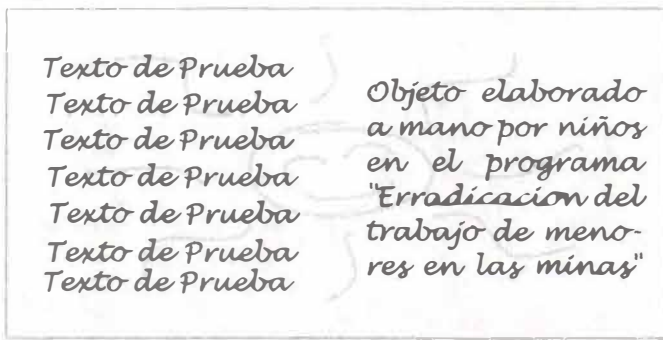 Texto de Prueba
Texto de Prueba
Texto de Prueba
Texto de Prueba
Texto de Prueba
Texto de Prueba
Texto de Prueba
Objeto elaborado
a mano por niños
en el programa
"Erradicacion del
trabajo de meno-
res en las minas"